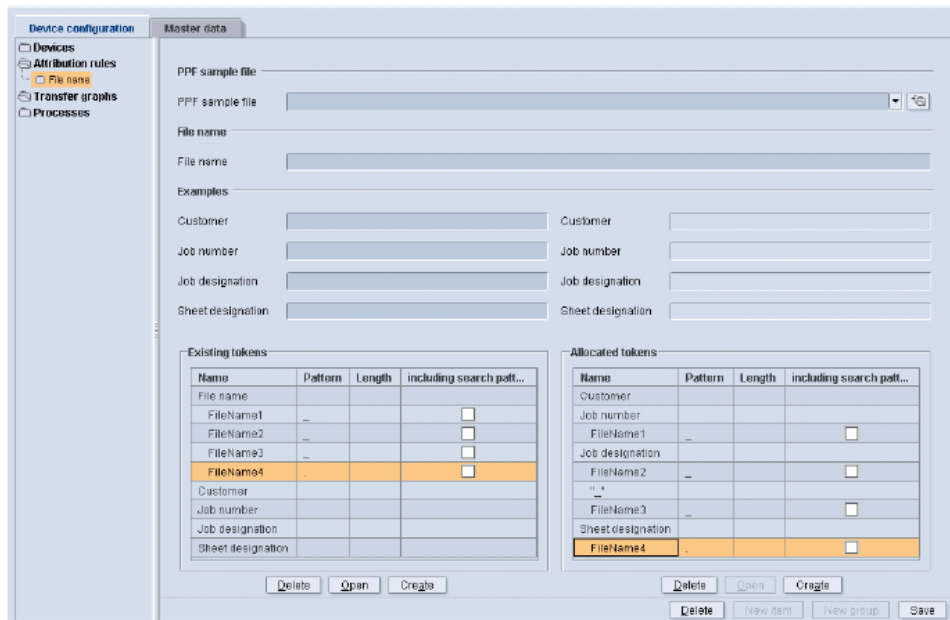 Device configuration
Master data
Devices
Attribution rules
File name
Transfer graphs
Processes
PPF sample file
PPF sample file
File name
File name
Examples
Customer Customer
Job number Job number
Job designation Job designation
Sheet designation Sheet designation
Existing tokens
Name Pattern Length including search patt...
File name
FileName1 _
FileName2 _
FileName3 _
FileName4 .
Customer
Job number
Job designation
Sheet designation
Delete Open Create
Allocated tokens
Name Pattern Length including search patt...
Customer
Job number
FileName1 _
Job designation
FileName2 _
"_"
FileName3 _
Sheet designation
FileName4 .
Delete Open Create
Delete New item New group Save